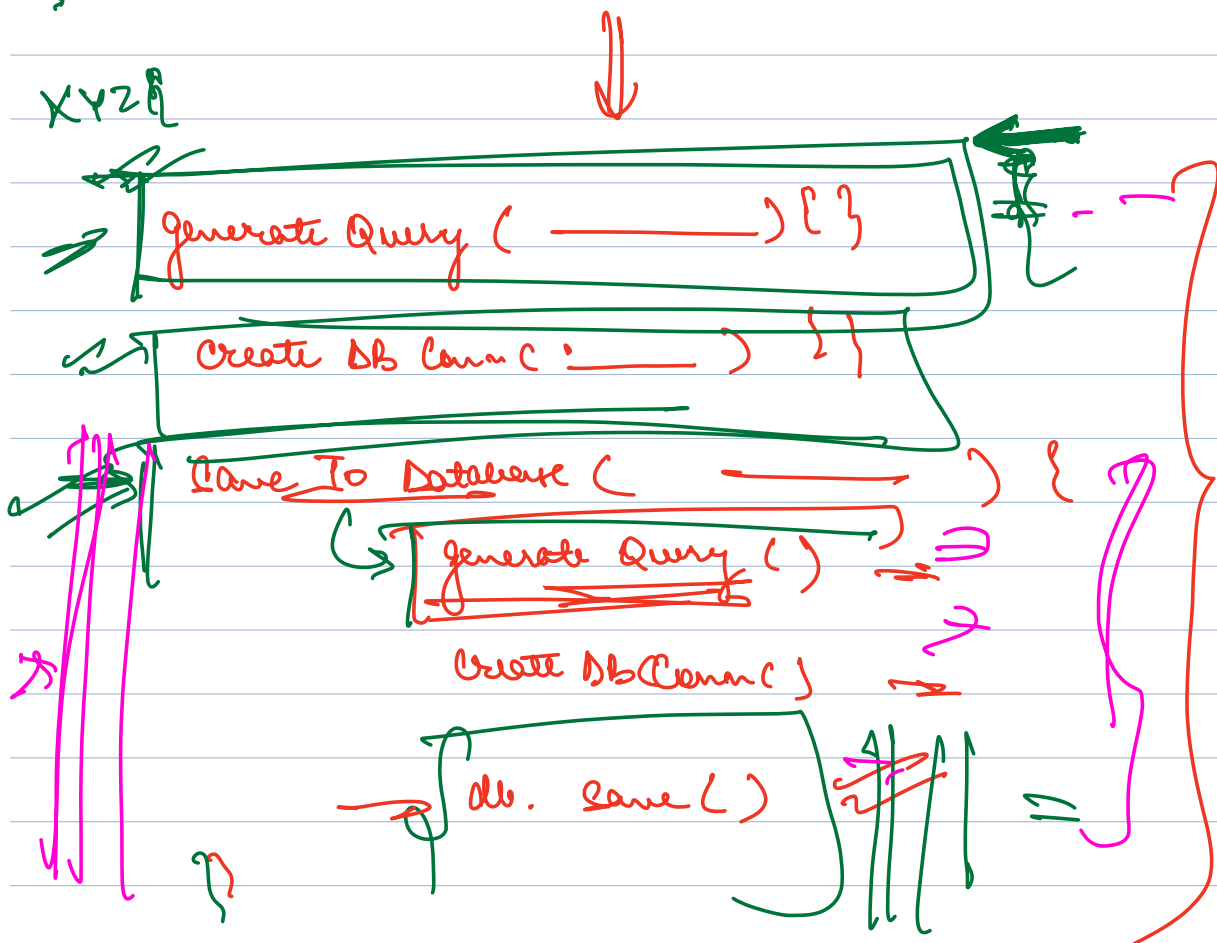 XYZ{
generate Query ( ) { }
Create DB Conn ( ) { }
Save To Database ( ) {
generate Query ( )
Create DB Conn ( )
db. save ( )
}